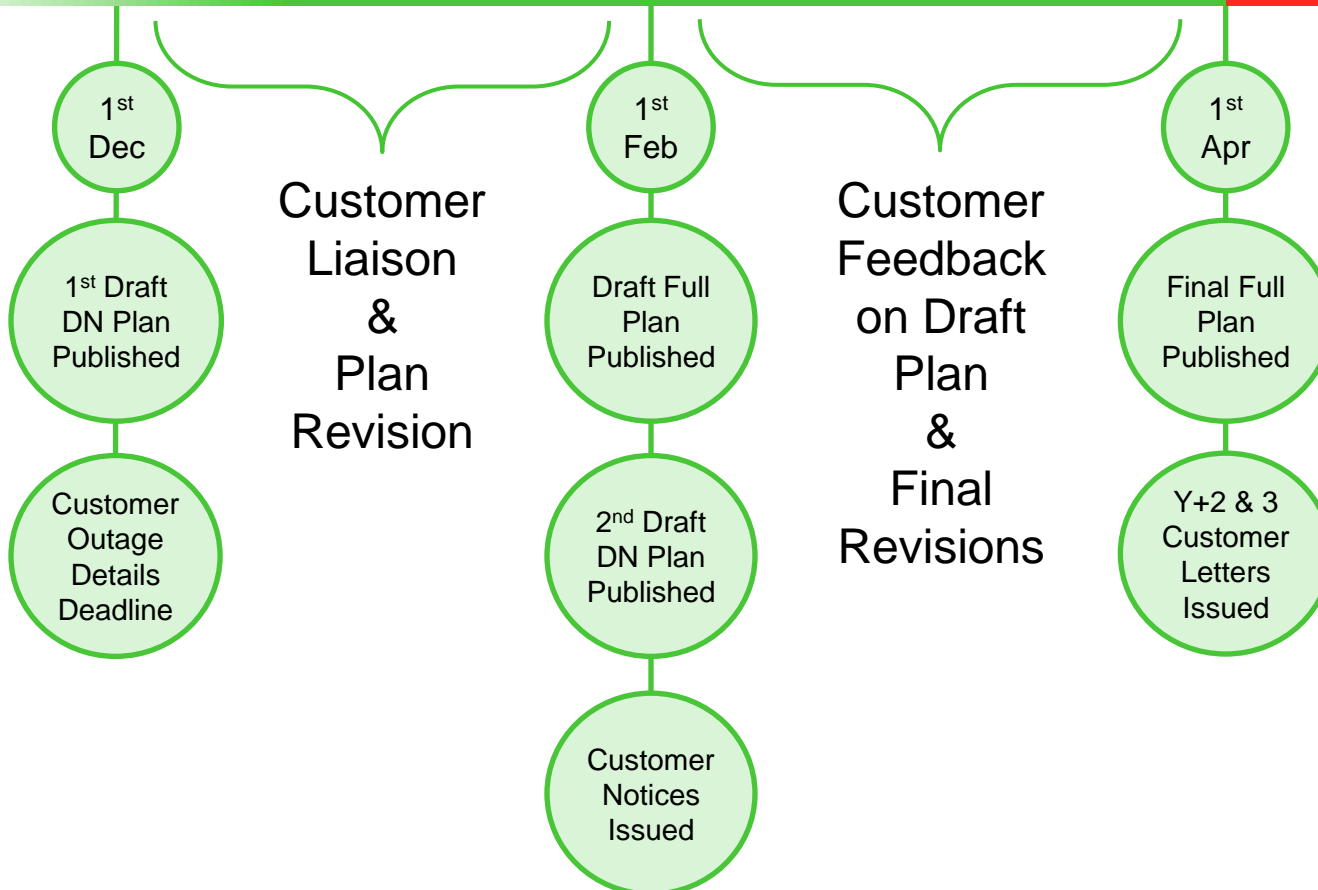 1st
Dec
1st Draft
DN Plan
Published
Customer
Outage
Details
Deadline
Customer
Liaison
&
Plan
Revision
1st
Feb
Draft Full
Plan
Published
2nd Draft
DN Plan
Published
Customer
Notices
Issued
Customer
Feedback
on Draft
Plan
&
Final
Revisions
1st
Apr
Final Full
Plan
Published
Y+2 & 3
Customer
Letters
Issued